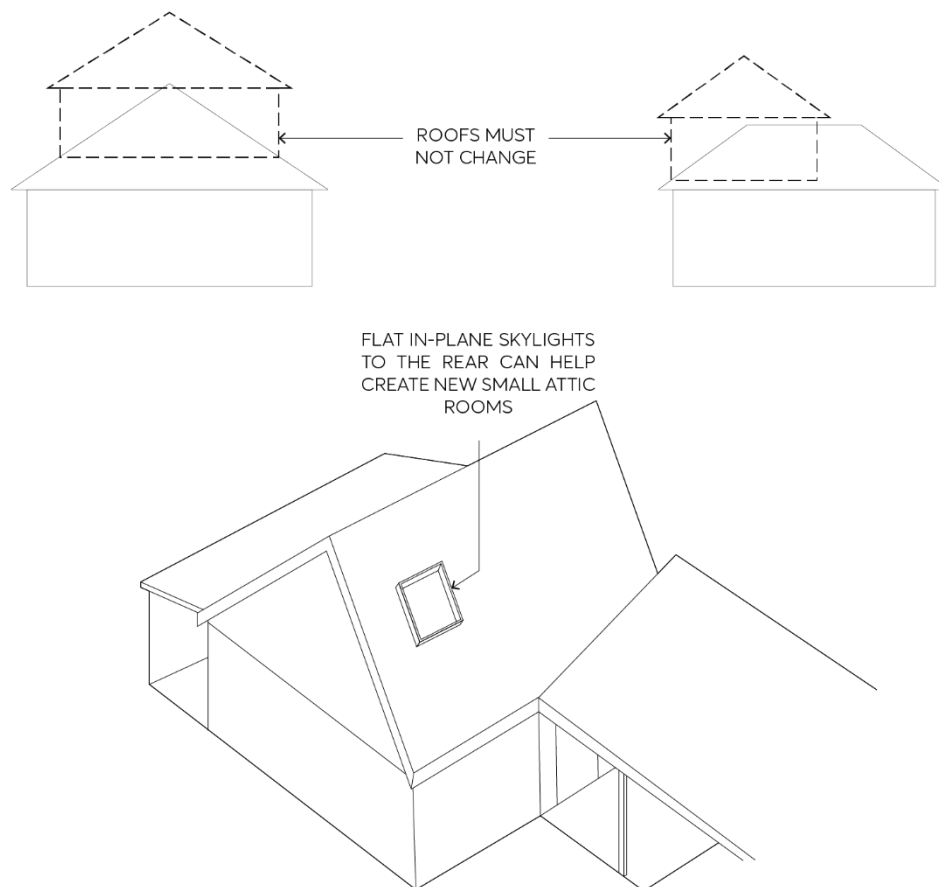 ROOFS MUST
NOT CHANGE
FLAT IN-PLANE SKYLIGHTS
TO THE REAR CAN HELP
CREATE NEW SMALL ATTIC
ROOMS